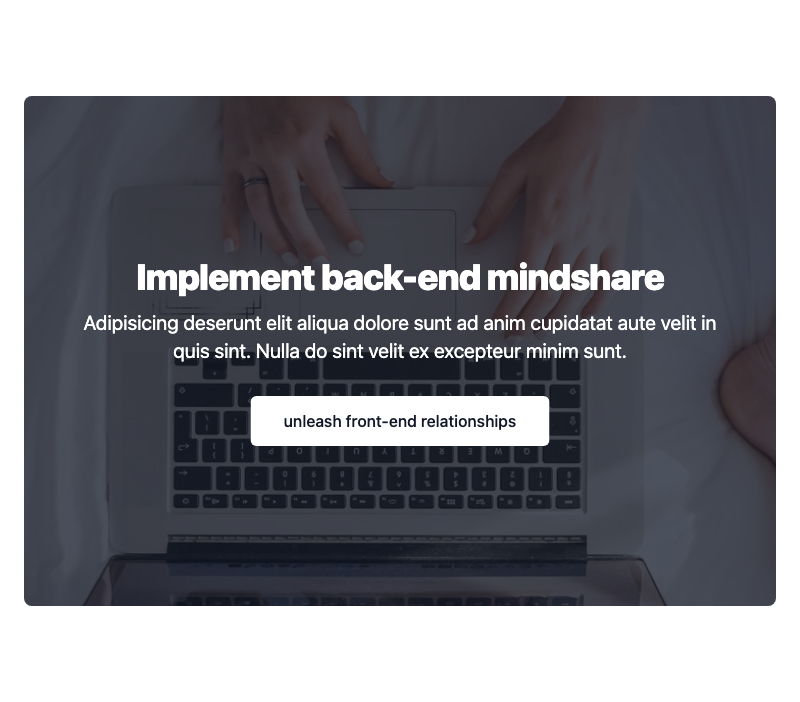 Implement back-end mindshare
Adipisicing deserunt elit aliqua dolore sunt ad anim cupidatat aute velit in
quis sint. Nulla do sint velit ex excepteur minim sunt.
unleash front-end relationships